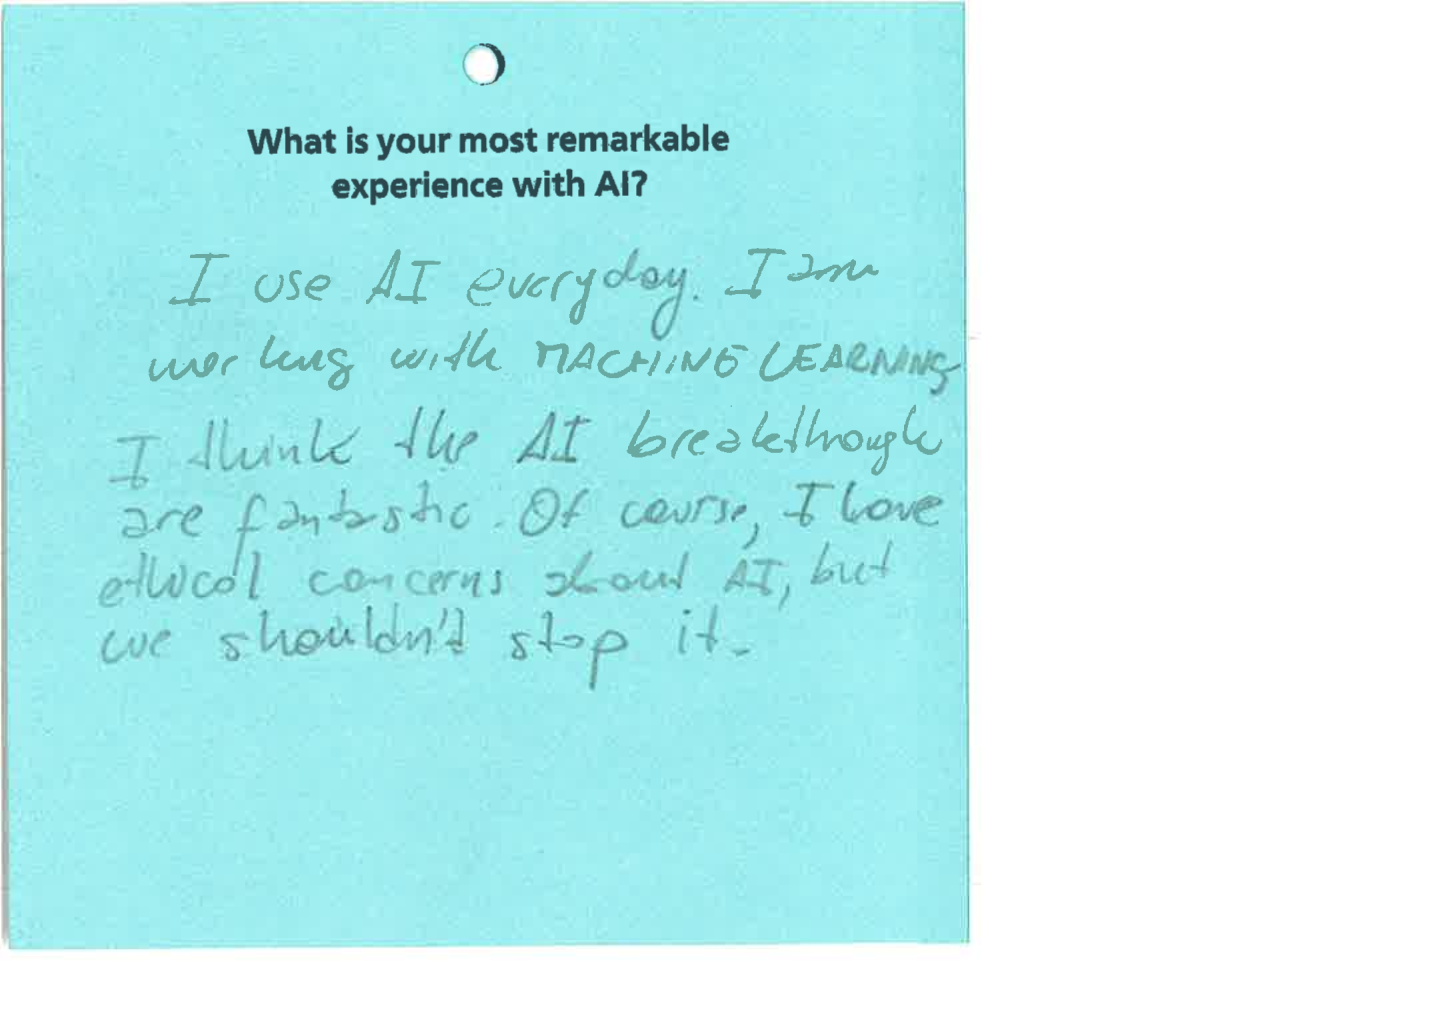 What is your most remarkable
experience with AI?
I use AI everyday. I am
working with MACHINE LEARNING
I think the AI breakthrough
are fantastic. Of course, I have
ethical concerns about AI, but
we shouldn't stop it.